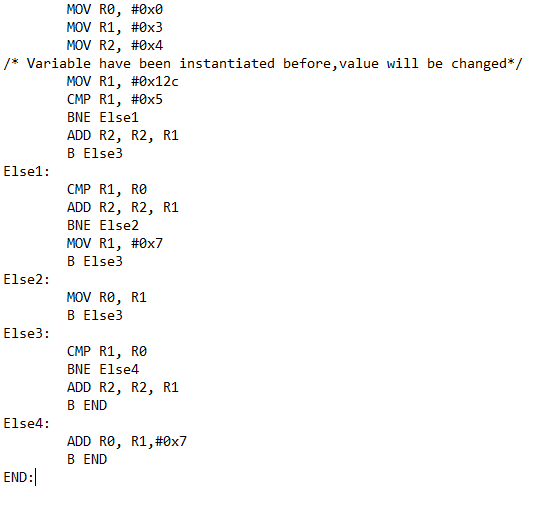 MOV R0, #0x0
MOV R1, #0x3
MOV R2, #0x4
/* Variable have been instantiated before,value will be changed*/
MOV R1, #0x12c
CMP R1, #0x5
BNE Else1
ADD R2, R2, R1
B Else3
Else1:
CMP R1, R0
ADD R2, R2, R1
BNE Else2
MOV R1, #0x7
B Else3
Else2:
MOV R0, R1
B Else3
Else3:
CMP R1, R0
BNE Else4
ADD R2, R2, R1
B END
Else4:
ADD R0, R1,#0x7
B END
END: